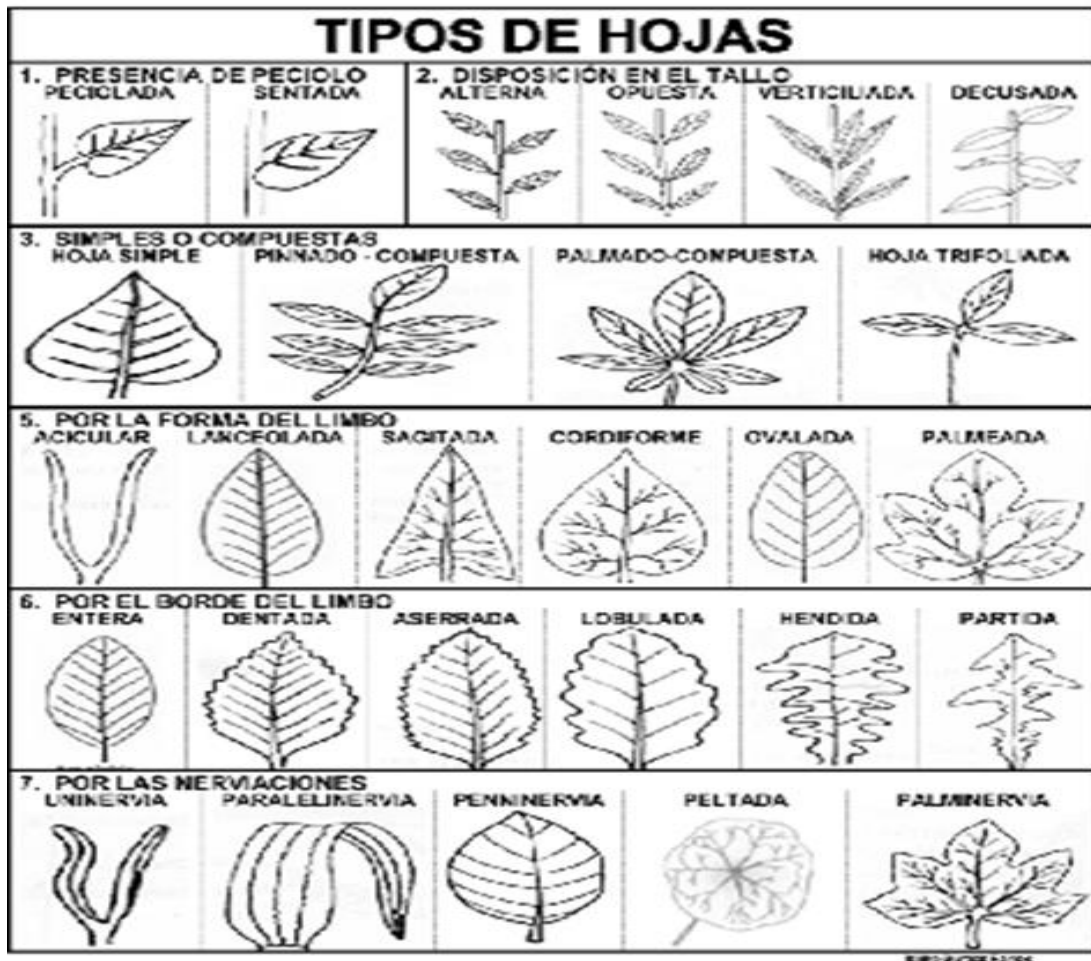 TIPOS DE HOJAS
1. PRESENCIA DE PECIOLO
PECICLADA SENTADA
2. DISPOSICIÓN EN EL TALLO
ALTERNA OPUESTA VERTICILIADA DECUSADA
3. SIMPLES O COMPUESTAS
HOJA SIMPLE PINNADO - COMPUESTA PALMADO-COMPUESTA HOJA TRIFOLIADA
5. POR LA FORMA DEL LIMBO
ACICULAR LANCEOLADA SAGITADA CORDIFORME OVALADA PALMEADA
6. POR EL BORDE DEL LIMBO
ENTERA DENTADA ASERRADA LOBULADA HENDIDA PARTIDA
7. POR LAS NERVIACIONES
UNINERVIA PARALELINERVIA PENNINERVIA PELTADA PALMINERVIA